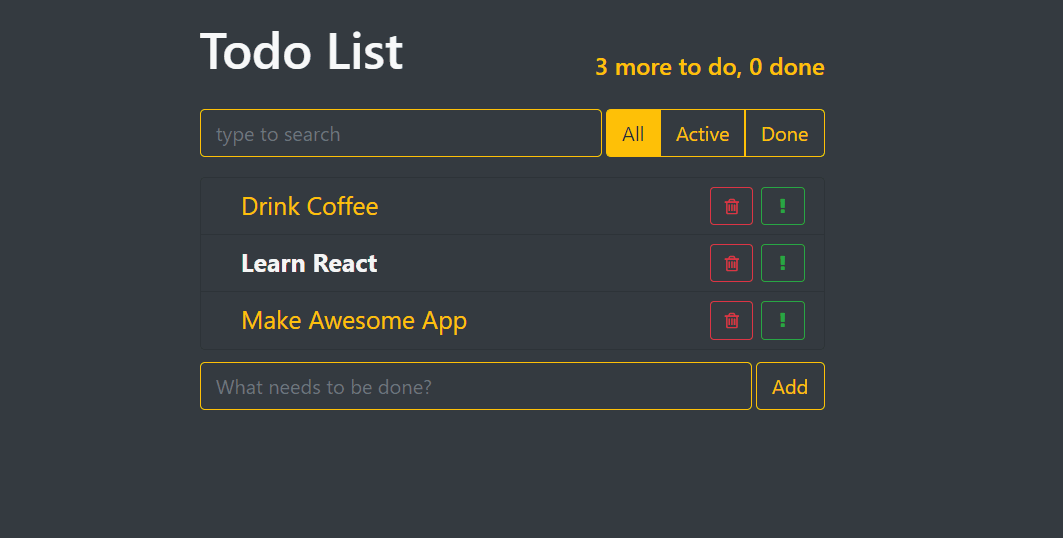 Todo List
3 more to do, 0 done
type to search
All Active Done
Drink Coffee
!
Learn React
!
Make Awesome App
!
What needs to be done?
Add